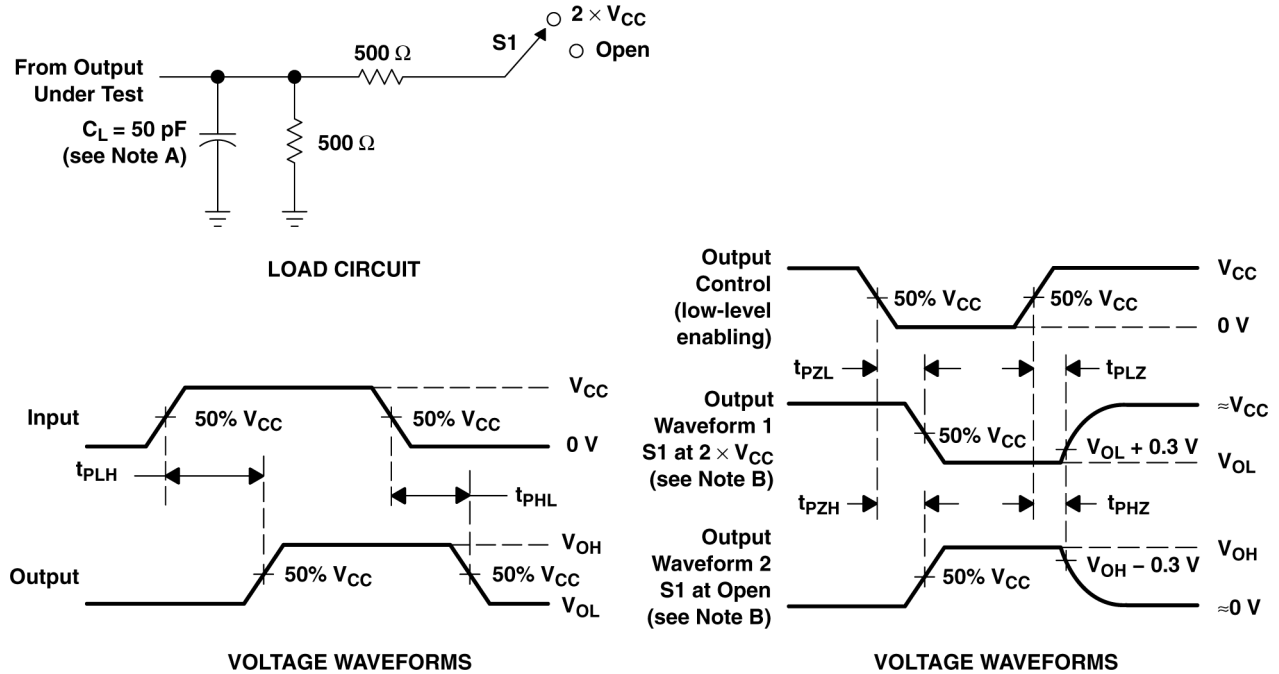 2 × VCC
S1
Open
500 Ω
From Output
Under Test
CL = 50 pF
(see Note A)
500 Ω
LOAD CIRCUIT
Input
50% VCC
50% VCC
VCC
0 V
tPLH
tPHL
Output
50% VCC
50% VCC
VOH
VOL
VOLTAGE WAVEFORMS
Output
Control
(low-level
enabling)
50% VCC
50% VCC
VCC
0 V
tPZL
tPLZ
Output
Waveform 1
S1 at 2 × VCC
(see Note B)
50% VCC
VOL + 0.3 V
≈VCC
VOL
tPZH
tPHZ
Output
Waveform 2
S1 at Open
(see Note B)
50% VCC
VOH − 0.3 V
VOH
≈0 V
VOLTAGE WAVEFORMS